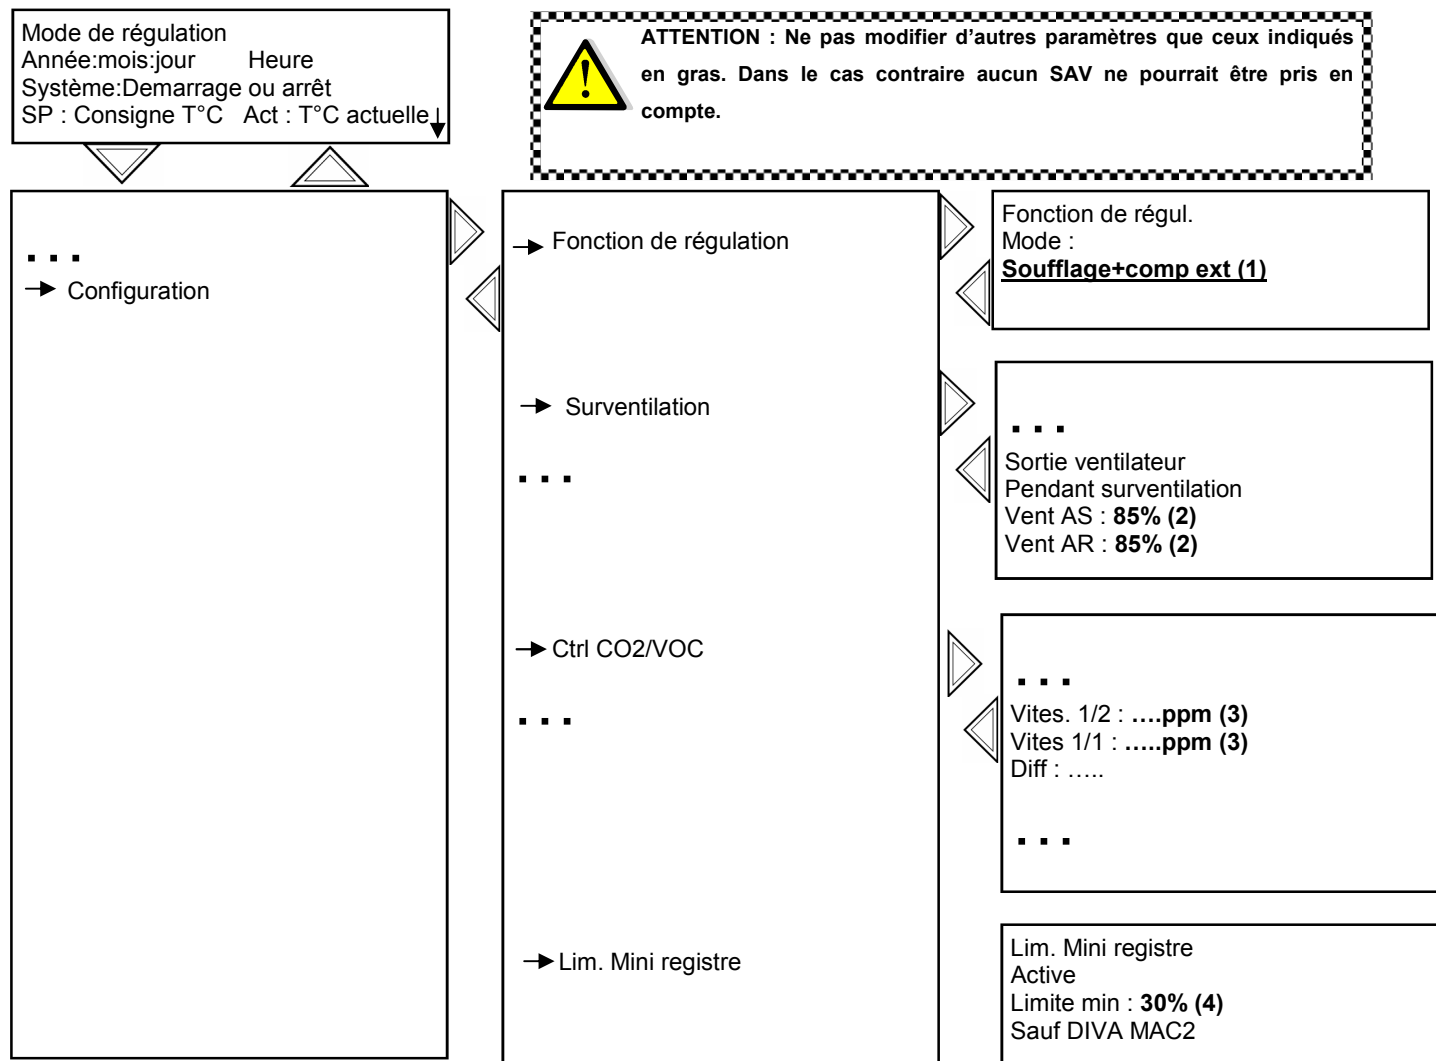 Mode de régulation
Année:mois:jour Heure
Système:Demarrage ou arrêt
SP : Consigne T°C Act : T°C actuelle
ATTENTION : Ne pas modifier d’autres paramètres que ceux indiqués
en gras. Dans le cas contraire aucun SAV ne pourrait être pris en
compte.
...
Configuration
Fonction de régulation
Surventilation
...
Ctrl CO2/VOC
...
Lim. Mini registre
Fonction de régul.
Mode :
Soufflage+comp ext (1)
...
Sortie ventilateur
Pendant surventilation
Vent AS : 85% (2)
Vent AR : 85% (2)
...
Vites. 1/2 : ….ppm (3)
Vites 1/1 : …..ppm (3)
Diff : …..
...
Lim. Mini registre
Active
Limite min : 30% (4)
Sauf DIVA MAC2